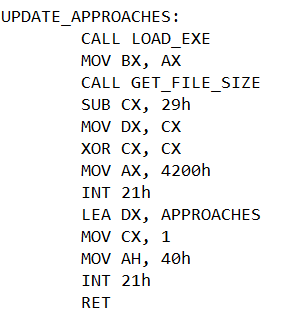 UPDATE_APPROACHES:
CALL LOAD_EXE
MOV BX, AX
CALL GET_FILE_SIZE
SUB CX, 29h
MOV DX, CX
XOR CX, CX
MOV AX, 4200h
INT 21h
LEA DX, APPROACHES
MOV CX, 1
MOV AH, 40h
INT 21h
RET